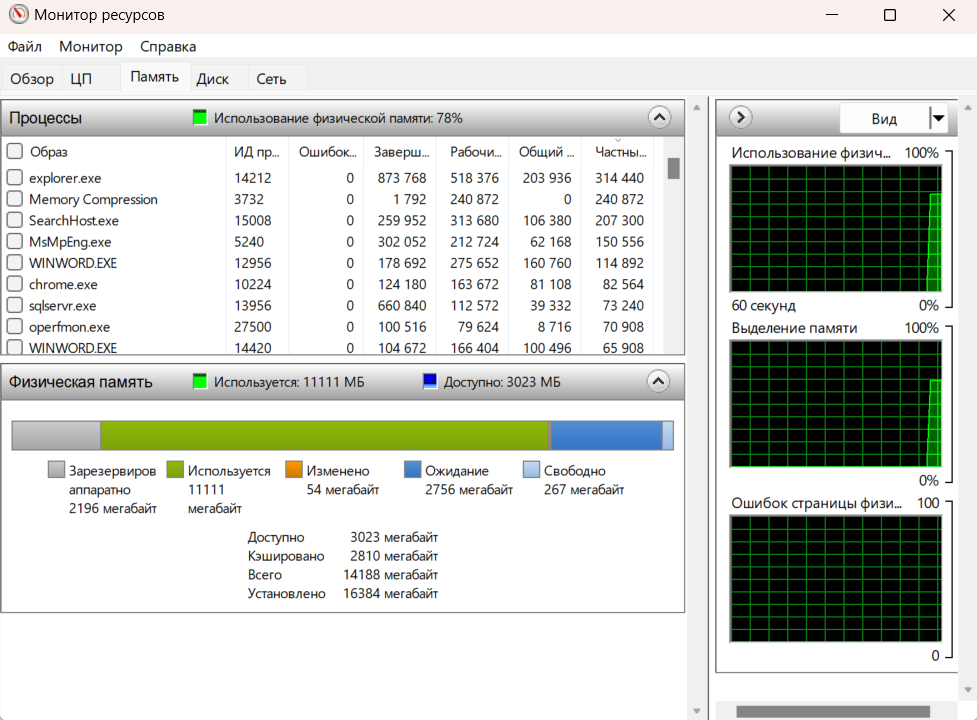 Монитор ресурсов
Файл Монитор Справка
Обзор ЦП Память Диск Сеть
Процессы Использование физической памяти: 78%
Образ ИД пр... Ошибок... Заверш... Рабочи... Общий ... Частны...
explorer.exe 14212 0 873 768 518 376 203 936 314 440
Memory Compression 3732 0 1 792 240 872 0 240 872
SearchHost.exe 15008 0 259 952 313 680 106 380 207 300
MsMpEng.exe 5240 0 302 052 212 724 62 168 150 556
WINWORD.EXE 12956 0 178 692 275 652 160 760 114 892
chrome.exe 10224 0 124 180 163 672 81 108 82 564
sqlservr.exe 13956 0 660 840 112 572 39 332 73 240
operfmon.exe 27500 0 100 516 79 624 8 716 70 908
WINWORD.EXE 14420 0 104 672 166 404 100 496 65 908
Физическая память Используется: 11111 МБ Доступно: 3023 МБ
Зарезервиров
аппаратно
2196 мегабайт
Используется
11111
мегабайт
Изменено
54 мегабайт
Ожидание
2756 мегабайт
Свободно
267 мегабайт
Доступно 3023 мегабайт
Кэшировано 2810 мегабайт
Всего 14188 мегабайт
Установлено 16384 мегабайт
Вид
Использование физич... 100%
60 секунд 0%
Выделение памяти 100%
0%
Ошибок страницы физи... 100
0